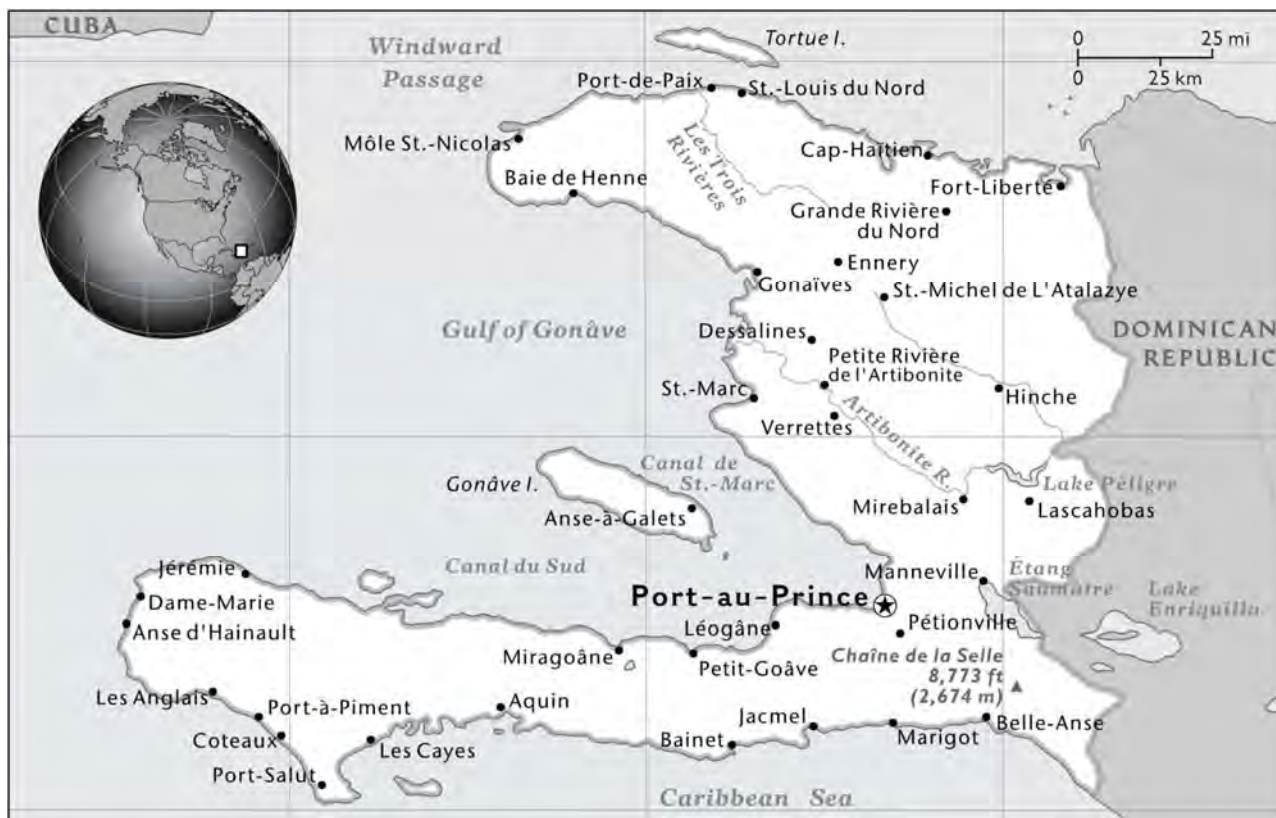 CUBA
Windward
Passage
Tortue I.
0 25 mi
0 25 km
Port-de-Paix
St.-Louis du Nord
Môle St.-Nicolas
Les Trois
Rivières
Cap-Haïtien
Baie de Henne
Fort-Liberté
Grande Rivière
du Nord
Ennery
Gonaïves
St.-Michel de L'Atalazye
Gulf of Gonâve
Dessalines
DOMINICAN
REPUBLIC
Petite Rivière
de l'Artibonite
St.-Marc
Hinche
Verrettes
Artibonite R.
Canal de
St.-Marc
Gonâve I.
Lake Péligre
Anse-à-Galets
Mirebalais
Lascahobas
Jérémie
Canal du Sud
Manneville
Étang
Saumatre
Lake
Enriquillo
Dame-Marie
Port-au-Prince
Anse d'Hainault
Léogâne
Pétionville
Miragoâne
Petit-Goâve
Chaîne de la Selle
8,773 ft
(2,674 m)
Les Anglais
Port-à-Piment
Aquin
Jacmel
Belle-Anse
Coteaux
Les Cayes
Bainet
Marigot
Port-Salut
Caribbean Sea